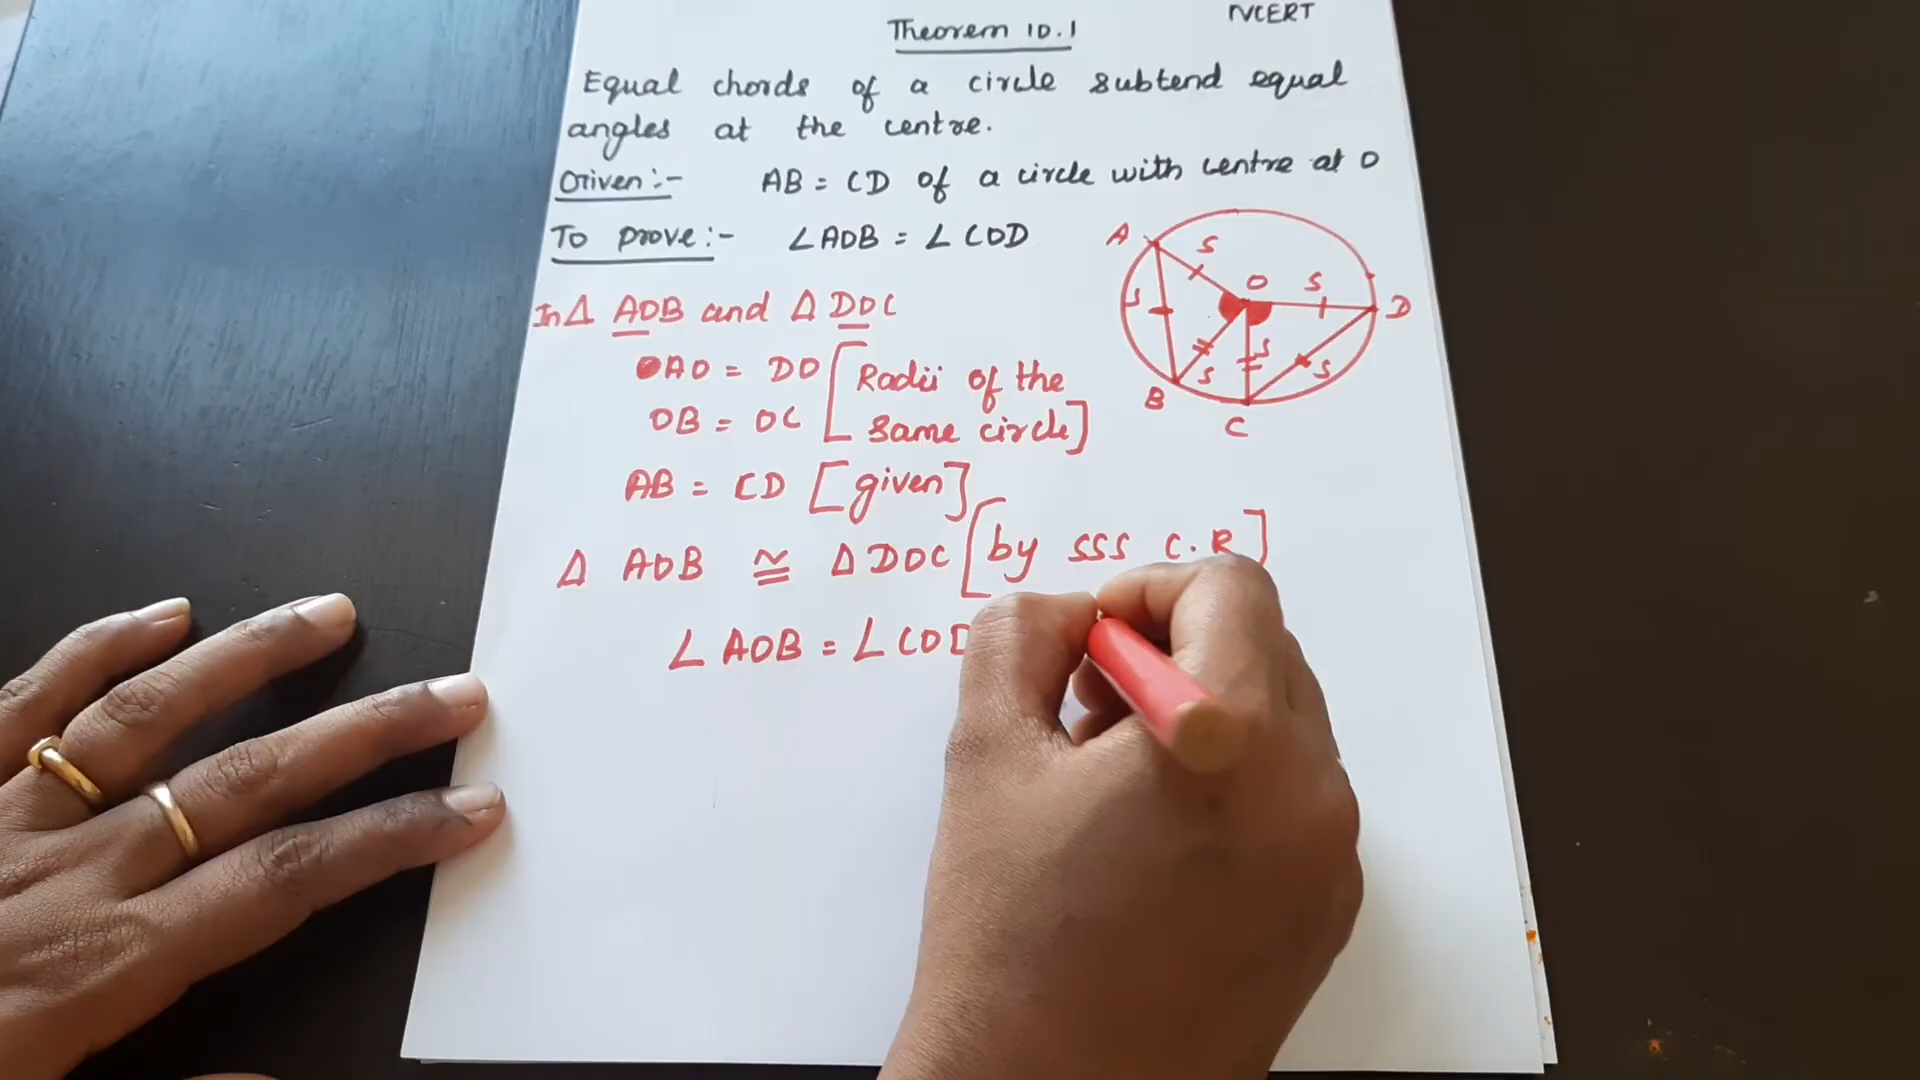 Theorem 10.1
NCERT
Equal chords of a circle subtend equal
angles at the centre.
Given :- AB = CD of a circle with centre at O
To prove :- ∠AOB = ∠COD
In Δ AOB and Δ DOC
AO = DO [Radii of the
OB = OC same circle]
AB = CD [given]
Δ AOB ≅ Δ DOC [by SSS C.R]
∠AOB = ∠COD
A
S
O
S
D
S
S
S
S
B
C